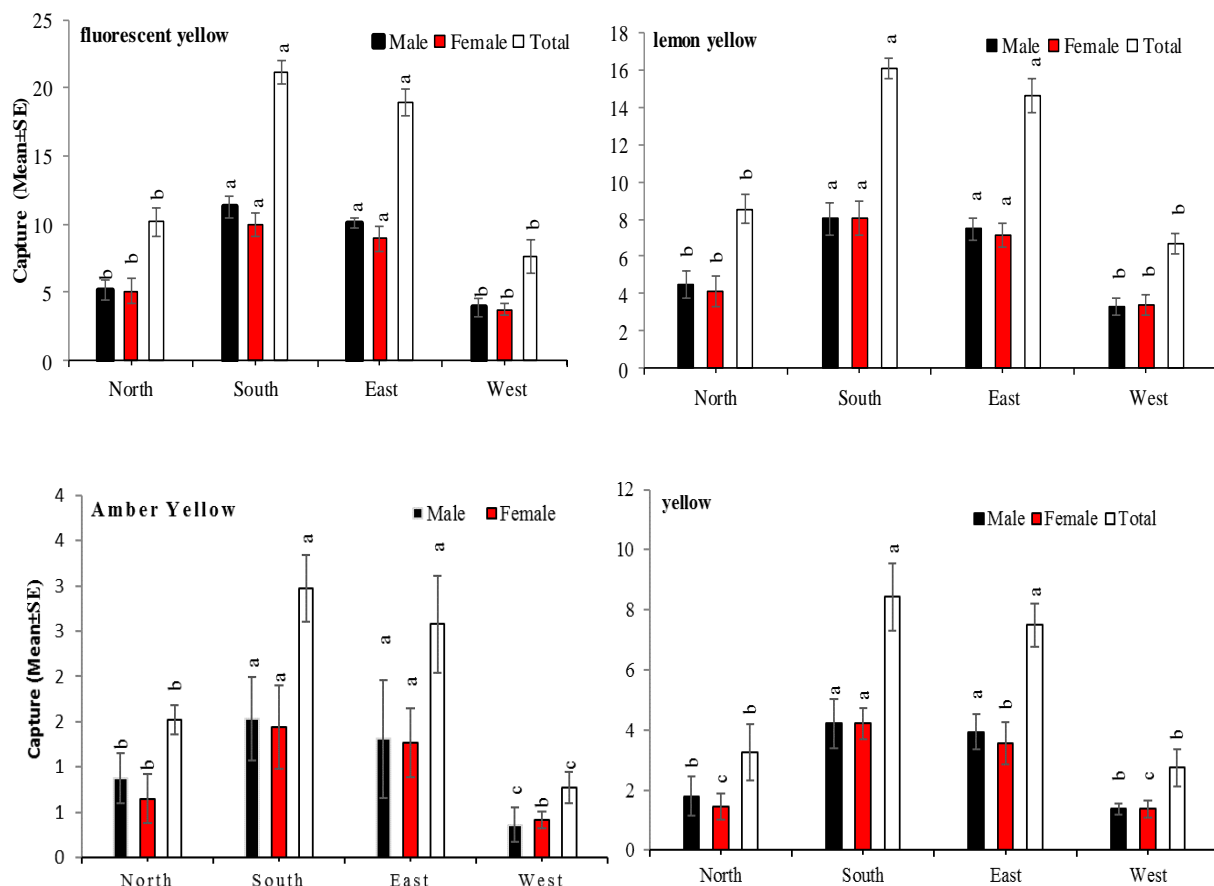 fluorescent yellow
Male Female Total
Capture (Mean±SE)
25
20
15
10
5
0
b b b
a a a
a a a
b b b
North South East West
lemon yellow
Male Female Total
18
16
14
12
10
8
6
4
2
0
b b b
a a a
a a a
b b b
North South East West
Amber Yellow
Male Female
Capture (Mean±SE)
4
4
3
3
2
2
1
1
0
b b b
a a a
a a a
c b c
North South East West
yellow
Male Female Total
12
10
8
6
4
2
0
b c b
a a a
a b a
b c b
North South East West